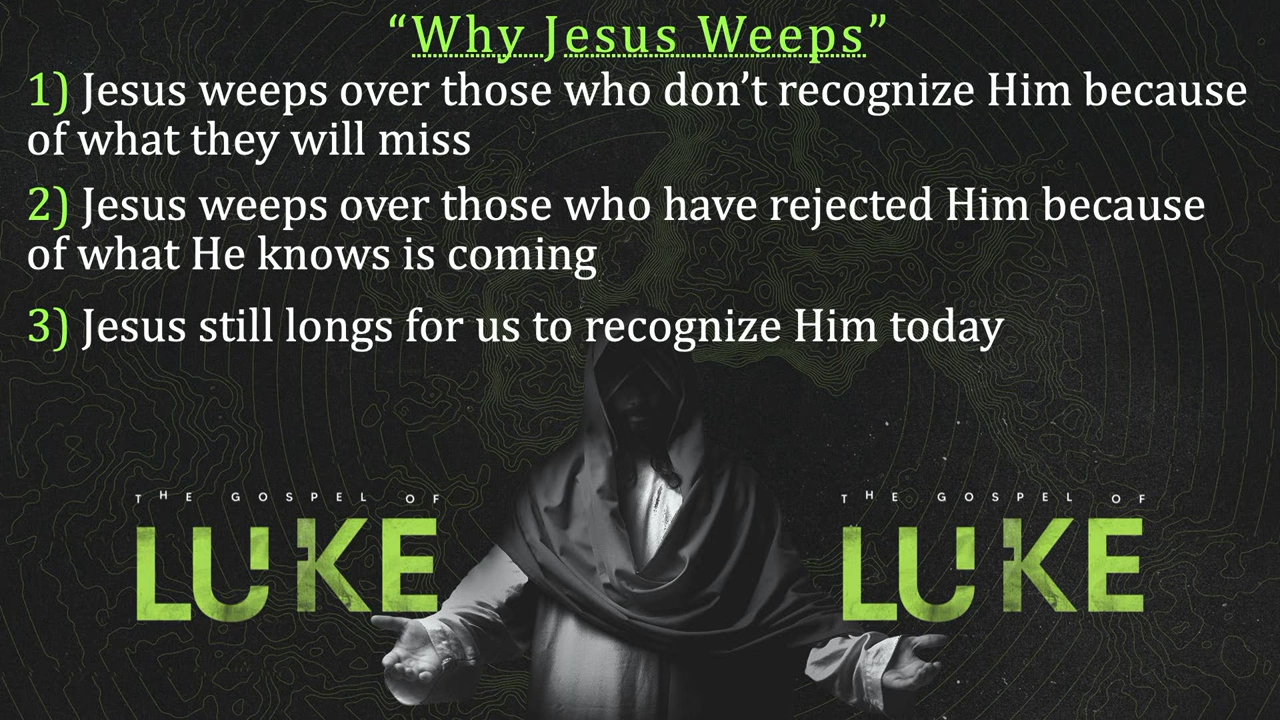 “Why Jesus Weeps”
1) Jesus weeps over those who don’t recognize Him because
of what they will miss
2) Jesus weeps over those who have rejected Him because
of what He knows is coming
3) Jesus still longs for us to recognize Him today
THE GOSPEL OF
LUKE
THE GOSPEL OF
LUKE